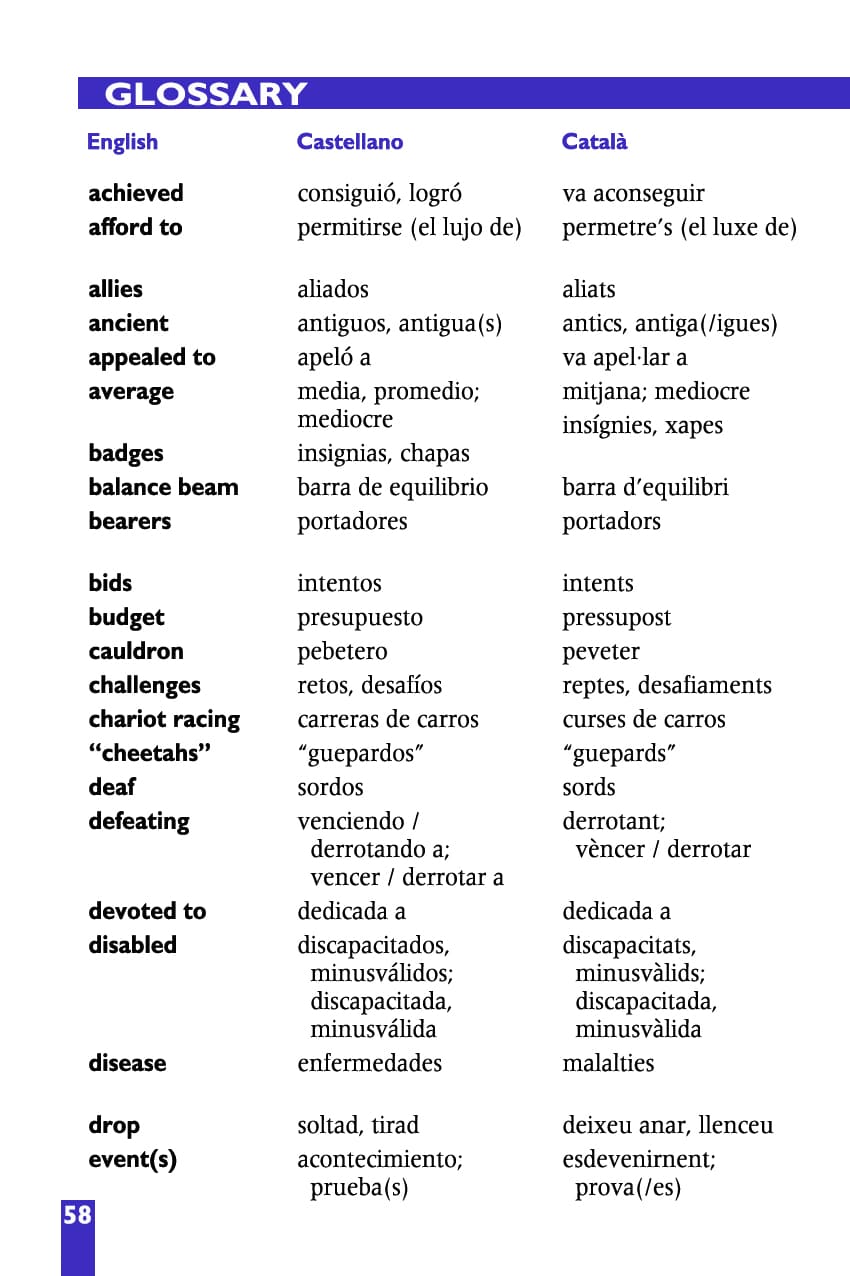 GLOSSARY
English Castellano Català
achieved consiguió, logró va aconseguir
afford to permitirse (el lujo de) permetre’s (el luxe de)
allies aliados aliats
ancient antiguos, antigua(s) antics, antiga(/igues)
appealed to apeló a va apel·lar a
average media, promedio; mitjana; mediocre
mediocre
insígnies, xapes
badges insignias, chapas
balance beam barra de equilibrio barra d’equilibri
bearers portadores portadors
bids intentos intents
budget presupuesto pressupost
cauldron pebetero peveter
challenges retos, desafíos reptes, desafiaments
chariot racing carreras de carros curses de carros
“cheetahs” “guepardos” “guepards”
deaf sordos sords
defeating venciendo / derrotant;
derrotando a; vèncer / derrotar
vencer / derrotar a
devoted to dedicada a dedicada a
disabled discapacitados, discapacitats,
minusválidos; minusvàlids;
discapacitada, discapacitada,
minusválida minusvàlida
disease enfermedades malalties
drop soltad, tirad deixeu anar, llenceu
event(s) acontecimiento; esdevenirnent;
prueba(s) prova(/es)
58